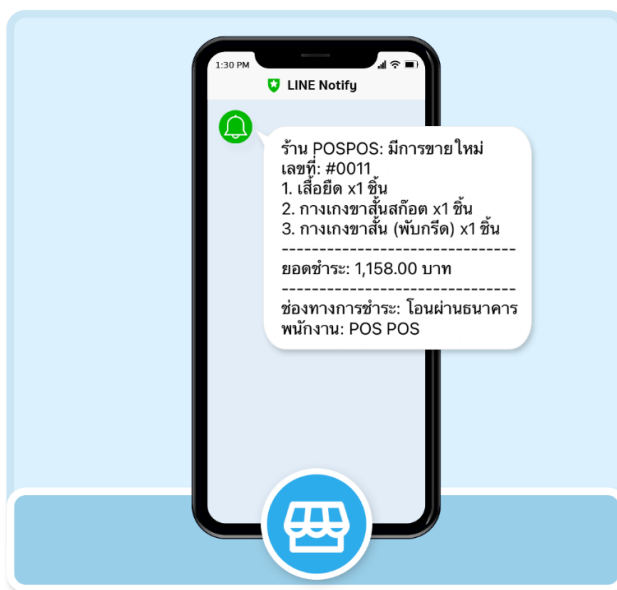 1:30 PM
LINE Notify
ร้าน POSPOS: มีการขายใหม่
เลขที่: #0011
1. เสื้อยืด x1 ชิ้น
2. กางเกงขาสั้นสก๊อต x1 ชิ้น
3. กางเกงขาสั้น (พับกรีด) x1 ชิ้น
-------------------------------
ยอดชำระ: 1,158.00 บาท
-------------------------------
ช่องทางการชำระ: โอนผ่านธนาคาร
พนักงาน: POS POS